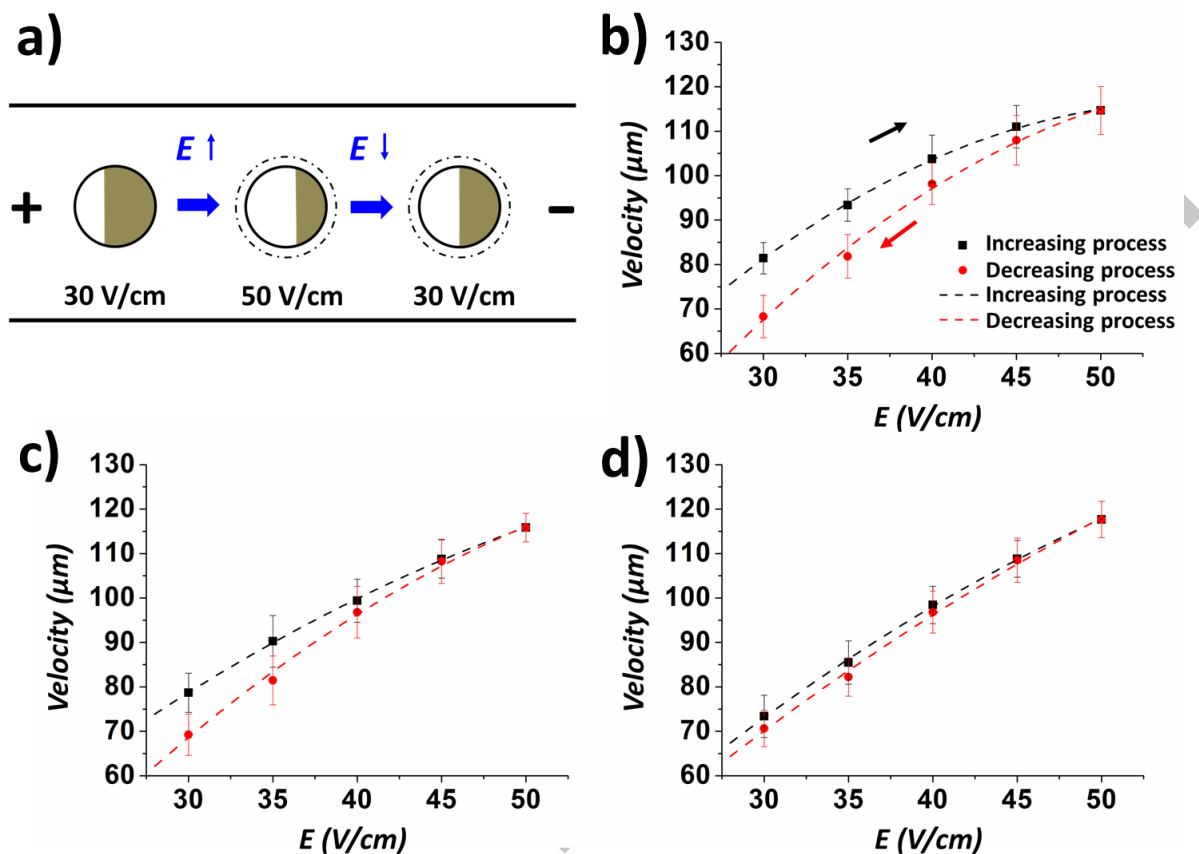 a)
E ↑
E ↓
+
−
30 V/cm
50 V/cm
30 V/cm
b)
130
120
110
100
90
80
70
60
Velocity (μm)
30
35
40
45
50
E (V/cm)
Increasing process
Decreasing process
Increasing process
Decreasing process
c)
130
120
110
100
90
80
70
60
Velocity (μm)
30
35
40
45
50
E (V/cm)
d)
130
120
110
100
90
80
70
60
Velocity (μm)
30
35
40
45
50
E (V/cm)